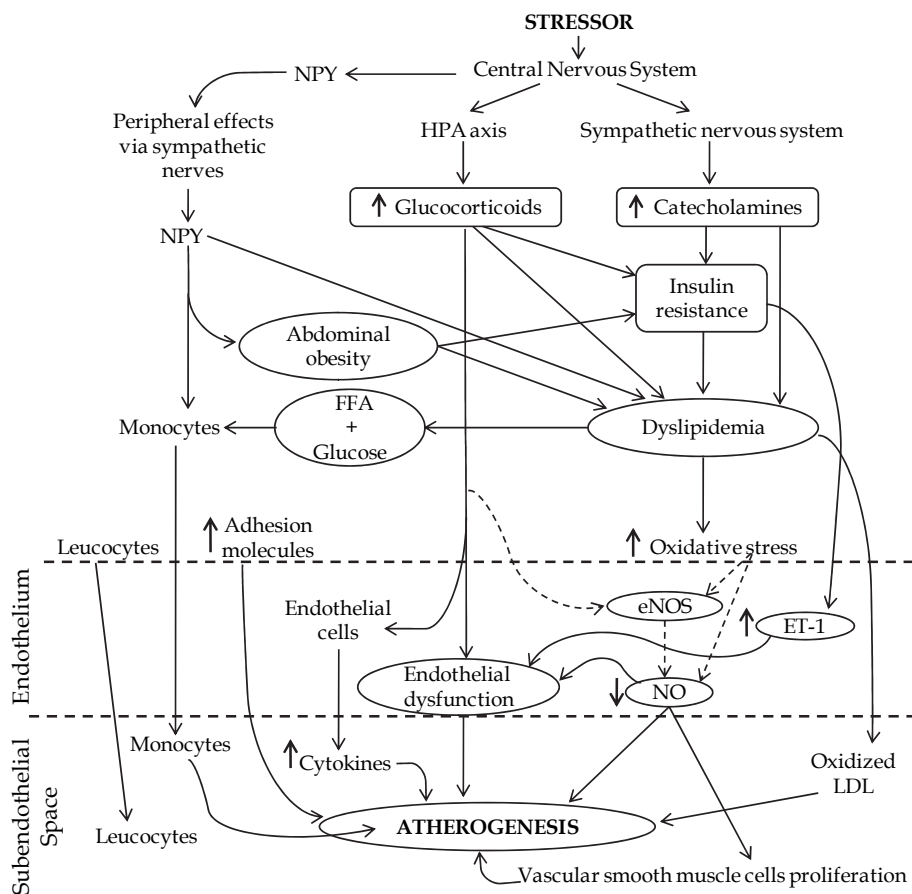 STRESSOR
Central Nervous System
NPY
Peripheral effects
via sympathetic
nerves
HPA axis
Sympathetic nervous system
↑ Glucocorticoids
↑ Catecholamines
NPY
Insulin
resistance
Abdominal
obesity
FFA
+
Glucose
Monocytes
Dyslipidemia
Leucocytes
↑ Adhesion
molecules
↑ Oxidative stress
Endothelium
Endothelial
cells
eNOS
↑ ET-1
Endothelial
dysfunction
↓ NO
Subendothelial
Space
Monocytes
↑ Cytokines
Oxidized
LDL
Leucocytes
ATHEROGENESIS
Vascular smooth muscle cells proliferation